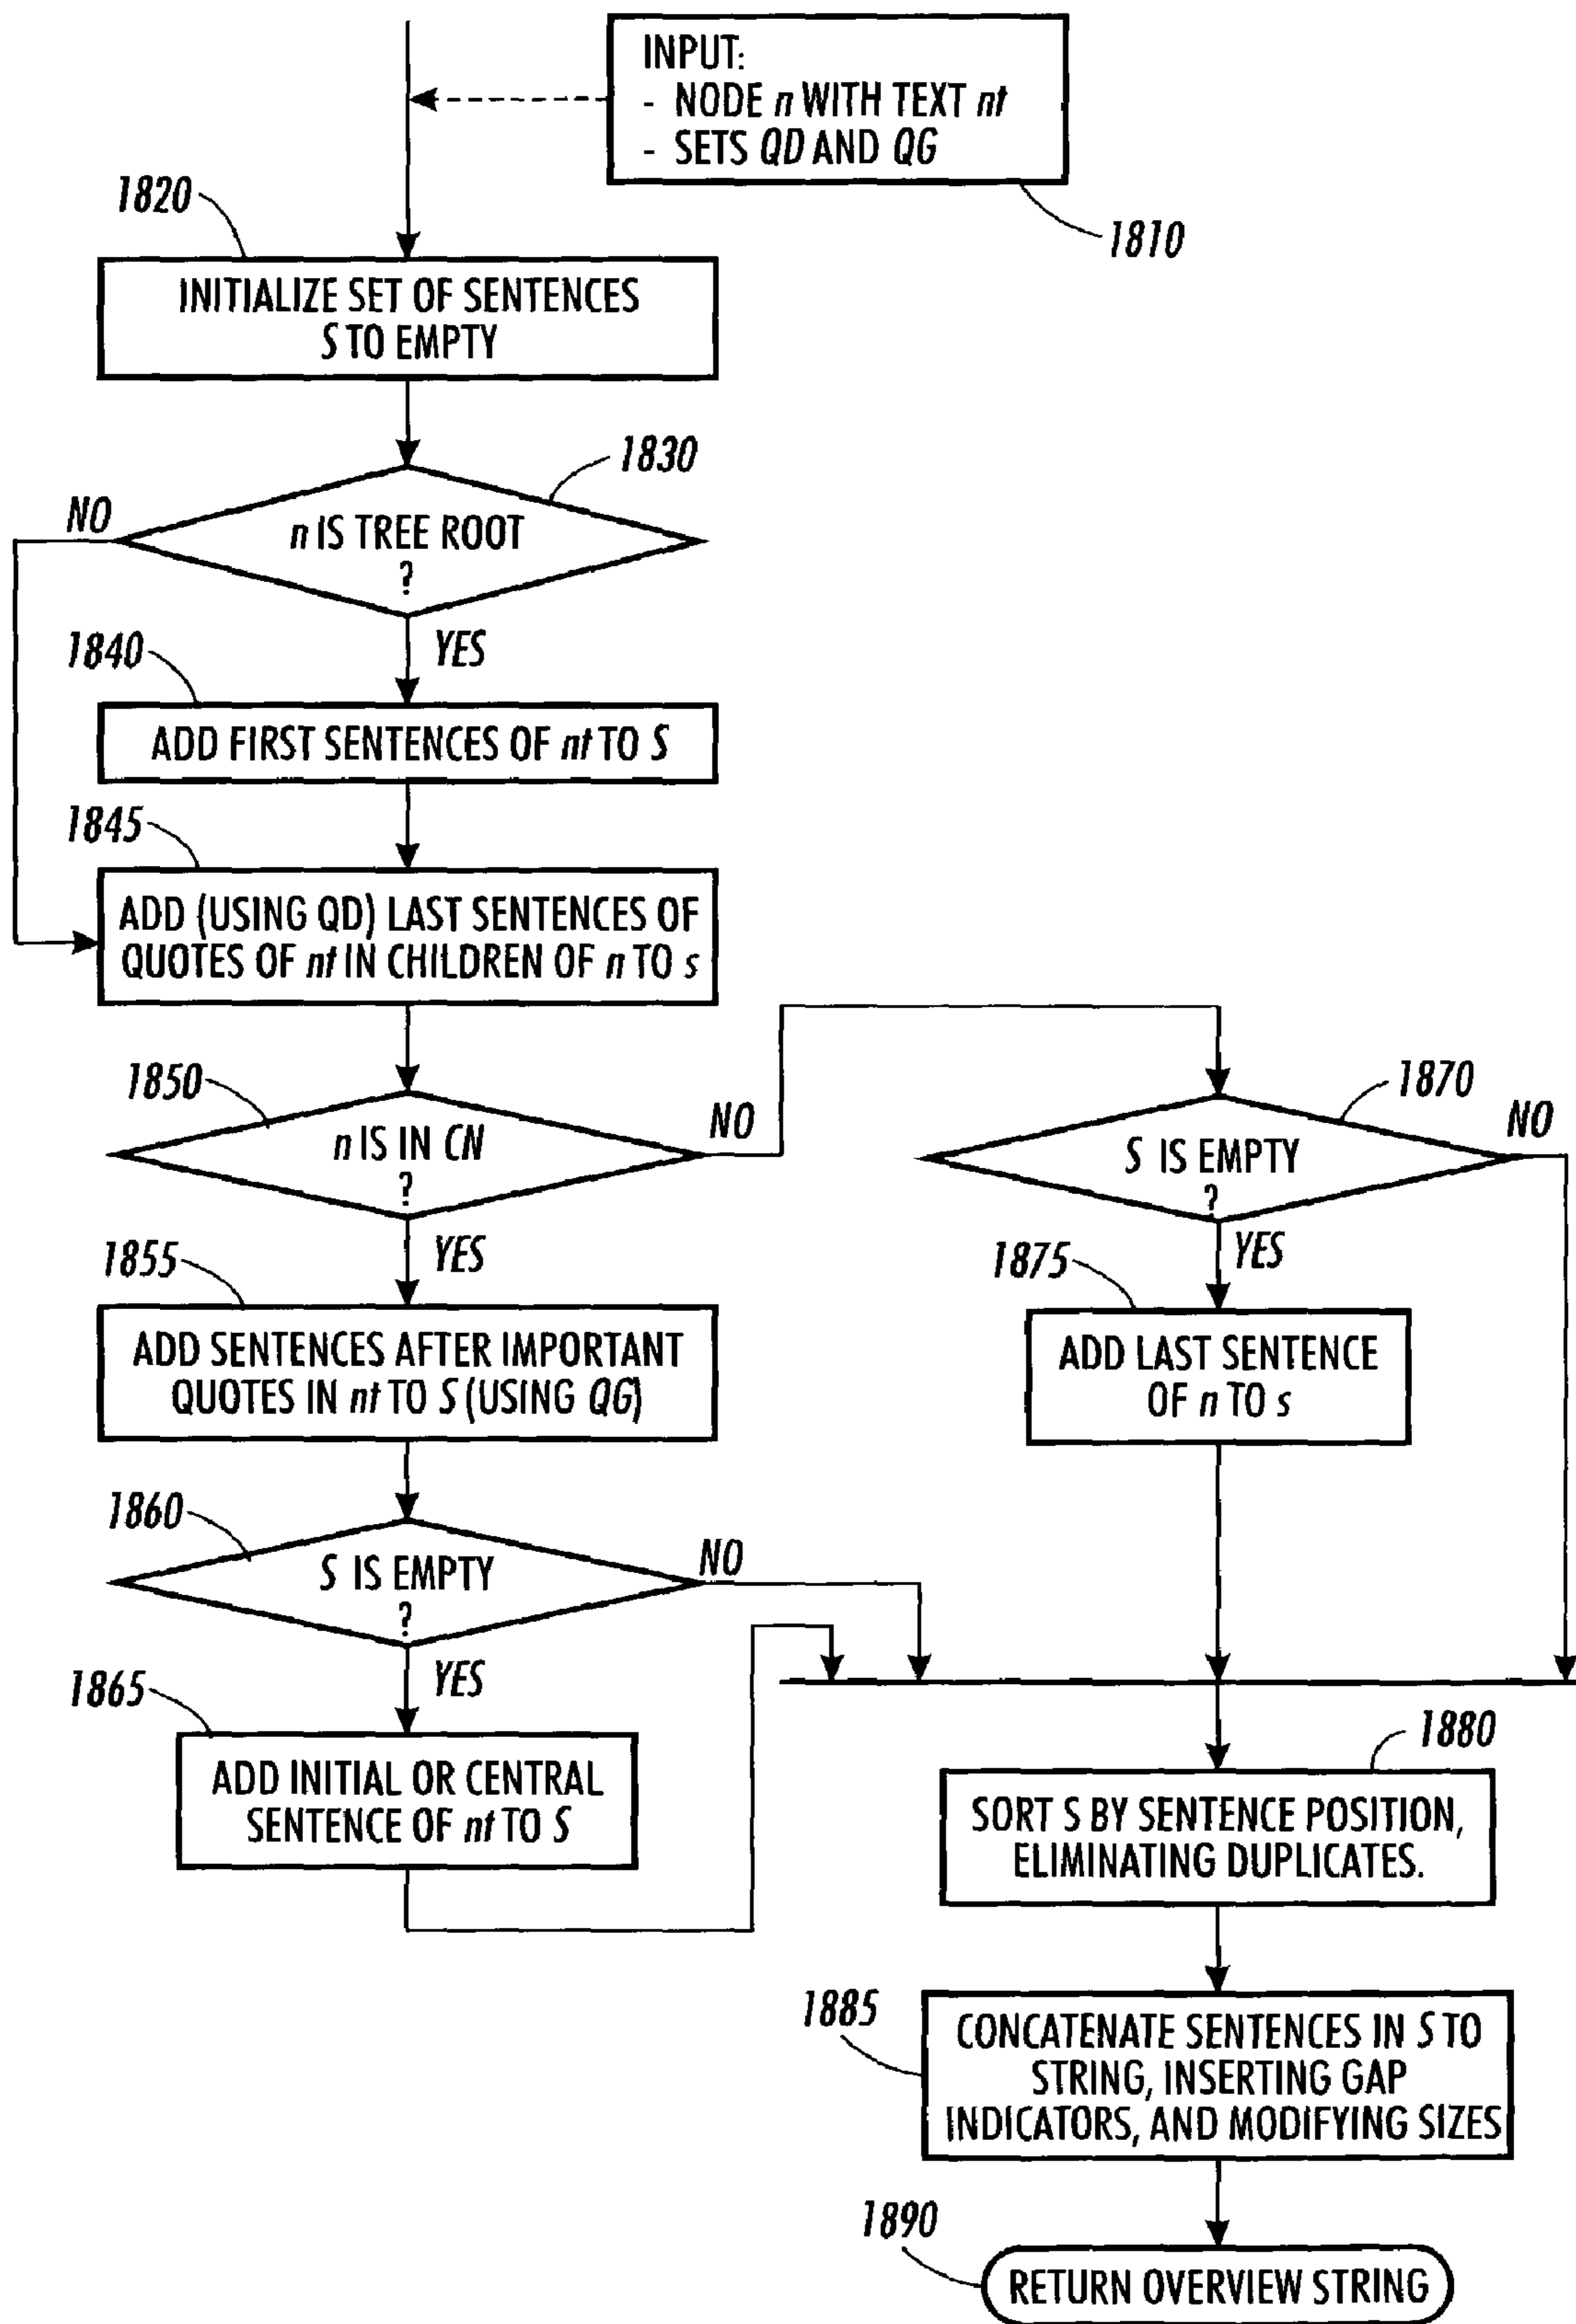 INPUT:
- NODE n WITH TEXT nt
- SETS QD AND QG
1810
1820
INITIALIZE SET OF SENTENCES
S TO EMPTY
1830
NO
n IS TREE ROOT
?
YES
1840
ADD FIRST SENTENCES OF nt TO S
1845
ADD (USING QD) LAST SENTENCES OF
QUOTES OF nt IN CHILDREN OF n TO s
1850
n IS IN CN
?
NO
YES
1855
ADD SENTENCES AFTER IMPORTANT
QUOTES IN nt TO S (USING QG)
1860
S IS EMPTY
?
NO
YES
1865
ADD INITIAL OR CENTRAL
SENTENCE OF nt TO S
1870
S IS EMPTY
?
NO
YES
1875
ADD LAST SENTENCE
OF n TO s
1880
SORT S BY SENTENCE POSITION,
ELIMINATING DUPLICATES.
1885
CONCATENATE SENTENCES IN S TO
STRING, INSERTING GAP
INDICATORS, AND MODIFYING SIZES
1890
RETURN OVERVIEW STRING